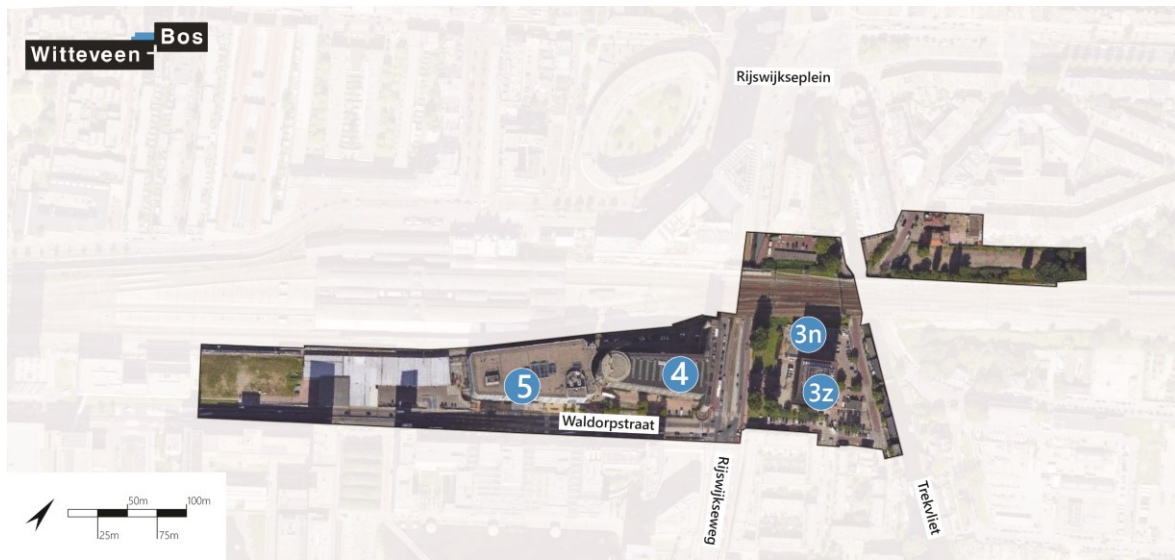 Witteveen
Bos
Rijswijkseplein
3n
5
4
3z
Waldorpstraat
Rijswijkseweg
Trekvliet
50m
100m
25m
75m